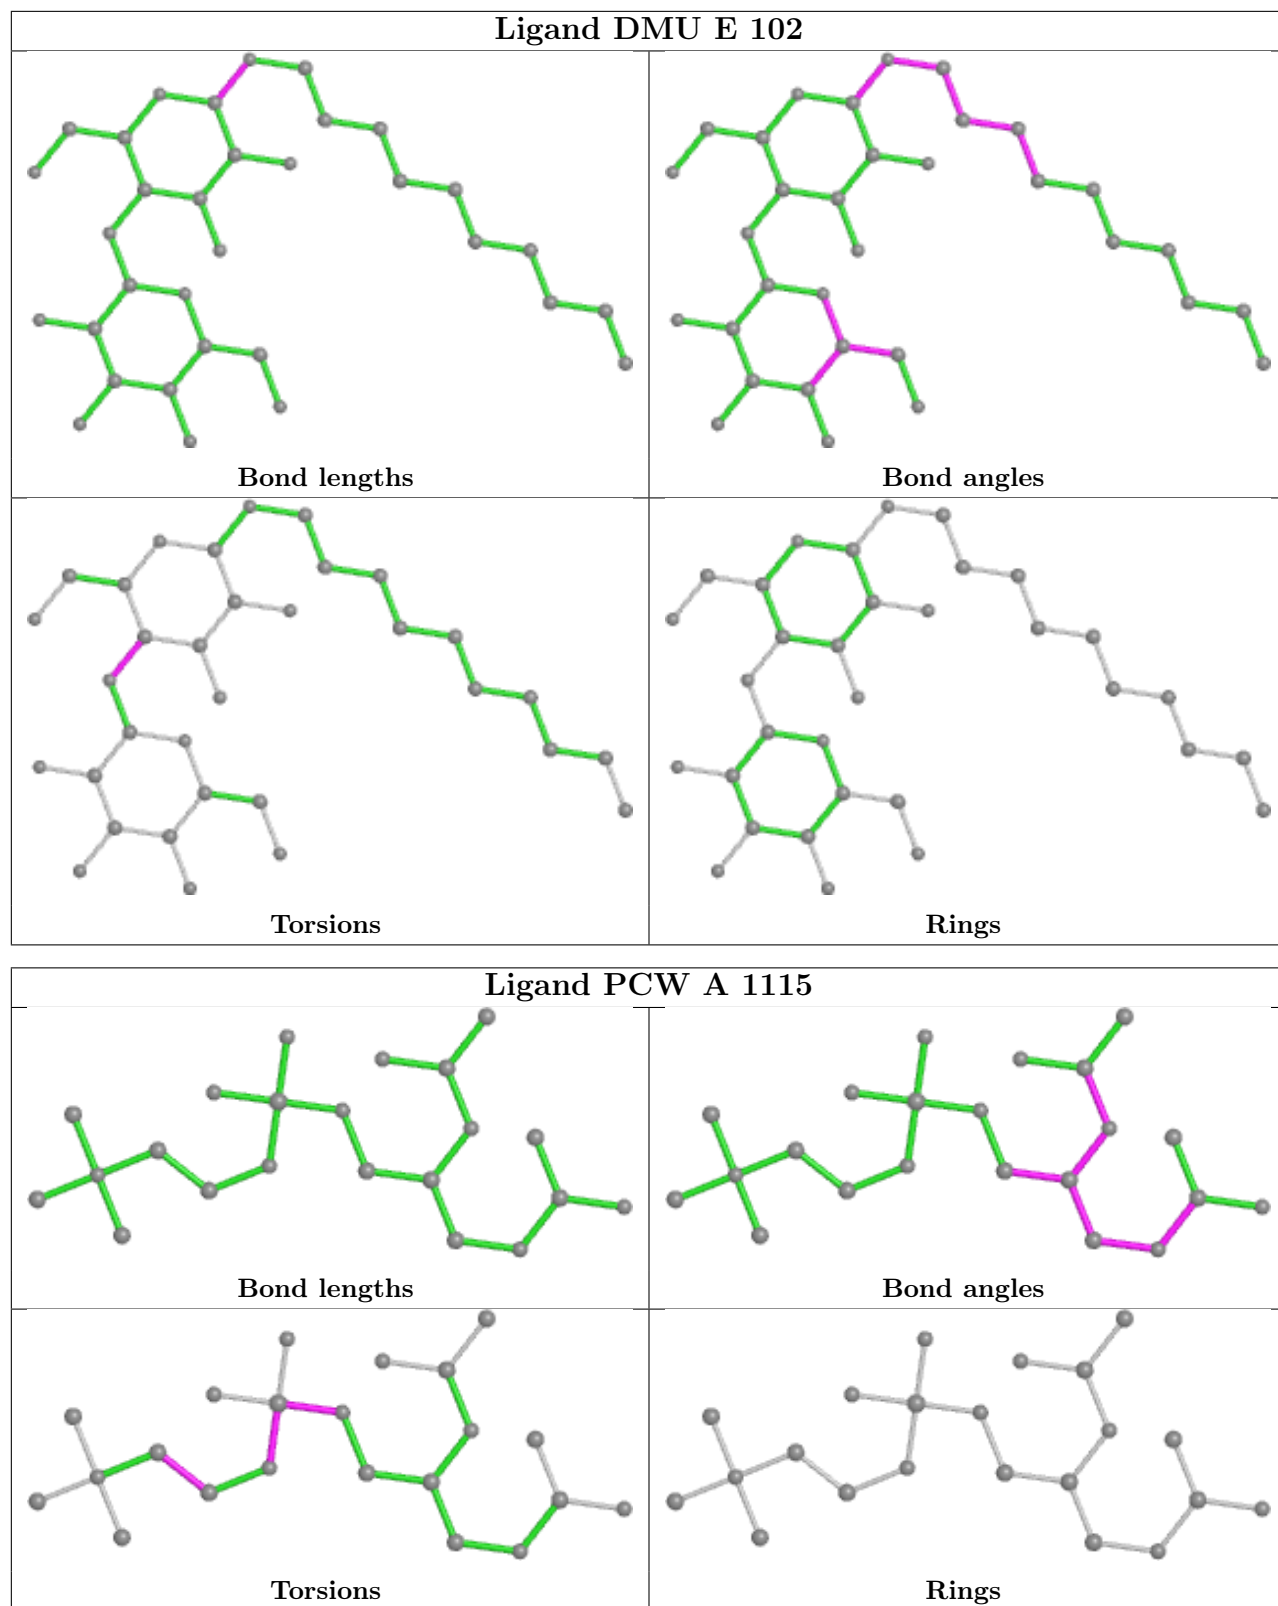 Ligand DMU E 102
Bond lengths
Bond angles
Torsions
Rings
Ligand PCW A 1115
Bond lengths
Bond angles
Torsions
Rings